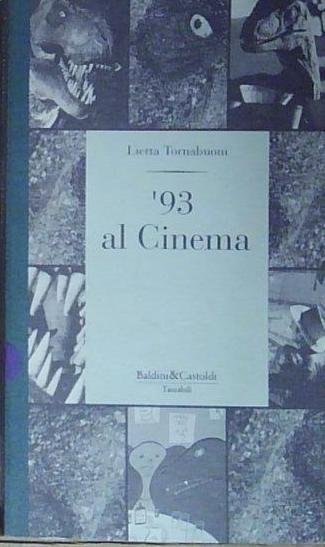 Lietta Tornabuoni
'93
al Cinema
Baldini&Castoldi
Tascabili